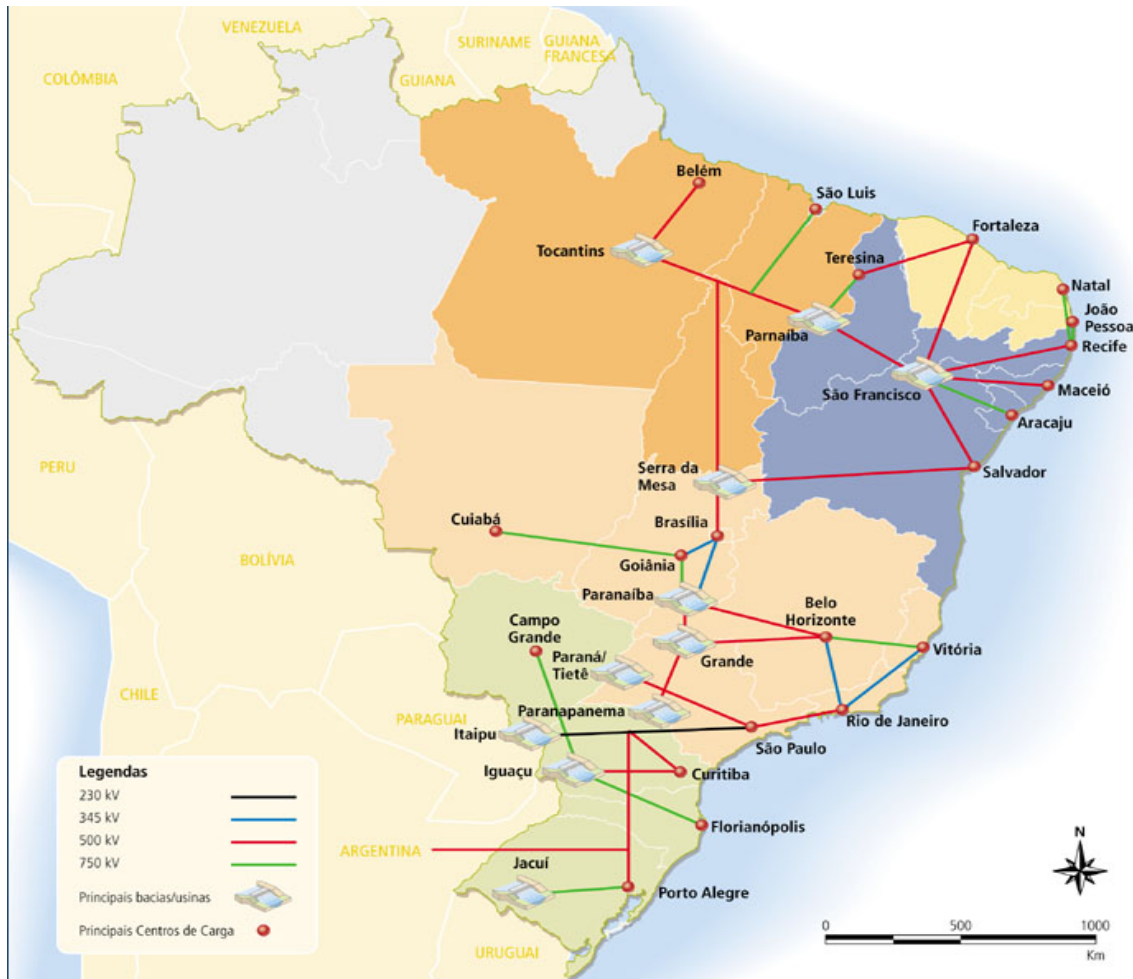 VENEZUELA
SURINAME
GUIANA
FRANCESA
COLÔMBIA
GUIANA
Belém
São Luis
Fortaleza
Tocantins
Teresina
Natal
João
Pessoa
Parnaíba
Recife
São Francisco
Maceió
Aracaju
PERU
Serra da
Mesa
Salvador
Cuiabá
Brasília
BOLÍVIA
Goiânia
Paranaíba
Belo
Horizonte
Campo
Grande
Vitória
Grande
Paraná/
Tietê
CHILE
Paranapanema
PARAGUAI
Rio de Janeiro
Itaipu
São Paulo
Iguaçu
Curitiba
Legendas
230 kV
345 kV
500 kV
750 kV
Principais bacias/usinas
Principais Centros de Carga
Florianópolis
ARGENTINA
Jacuí
Porto Alegre
URUGUAI
N
0
500
1000
Km